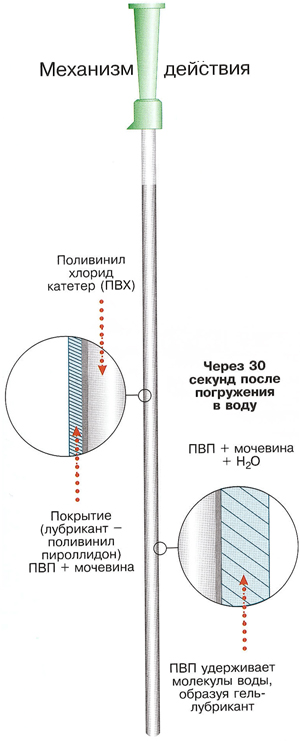 Механизм действия
Поливинил
хлорид
катетер (ПВХ)
Через 30
секунд после
погружения
в воду
ПВП + мочевина
+ H₂O
Покрытие
(лубрикант –
поливинил
пироллидон)
ПВП + мочевина
ПВП удерживает
молекулы воды,
образуя гель-
лубрикант